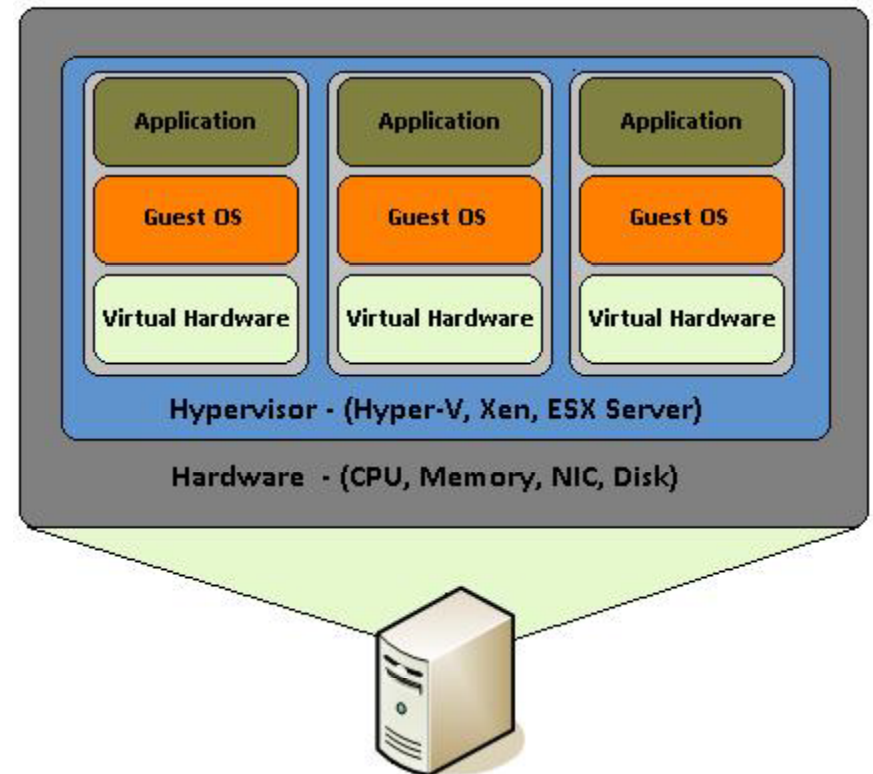 Application Application Application
Guest OS Guest OS Guest OS
Virtual Hardware Virtual Hardware Virtual Hardware
Hypervisor - (Hyper-V, Xen, ESX Server)
Hardware - (CPU, Memory, NIC, Disk)